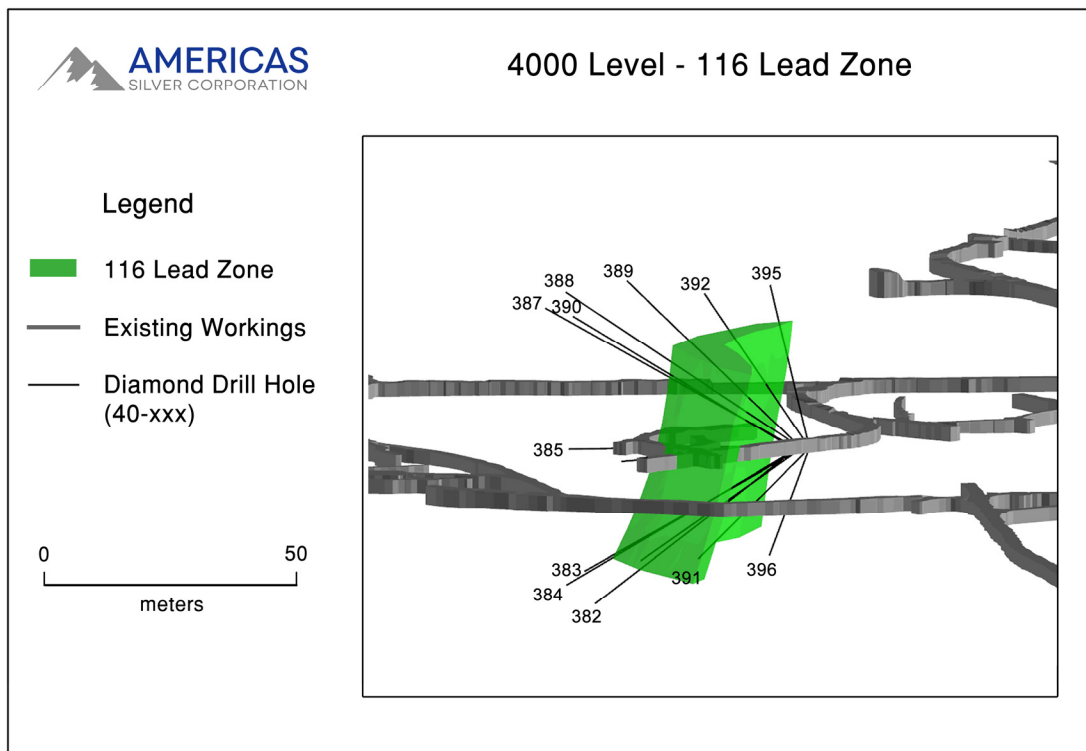 AMERICAS
SILVER CORPORATION
4000 Level - 116 Lead Zone
Legend
116 Lead Zone
Existing Workings
Diamond Drill Hole
(40-xxx)
0 50
meters
388
389
392
395
387
390
385
383
384
382
391
396